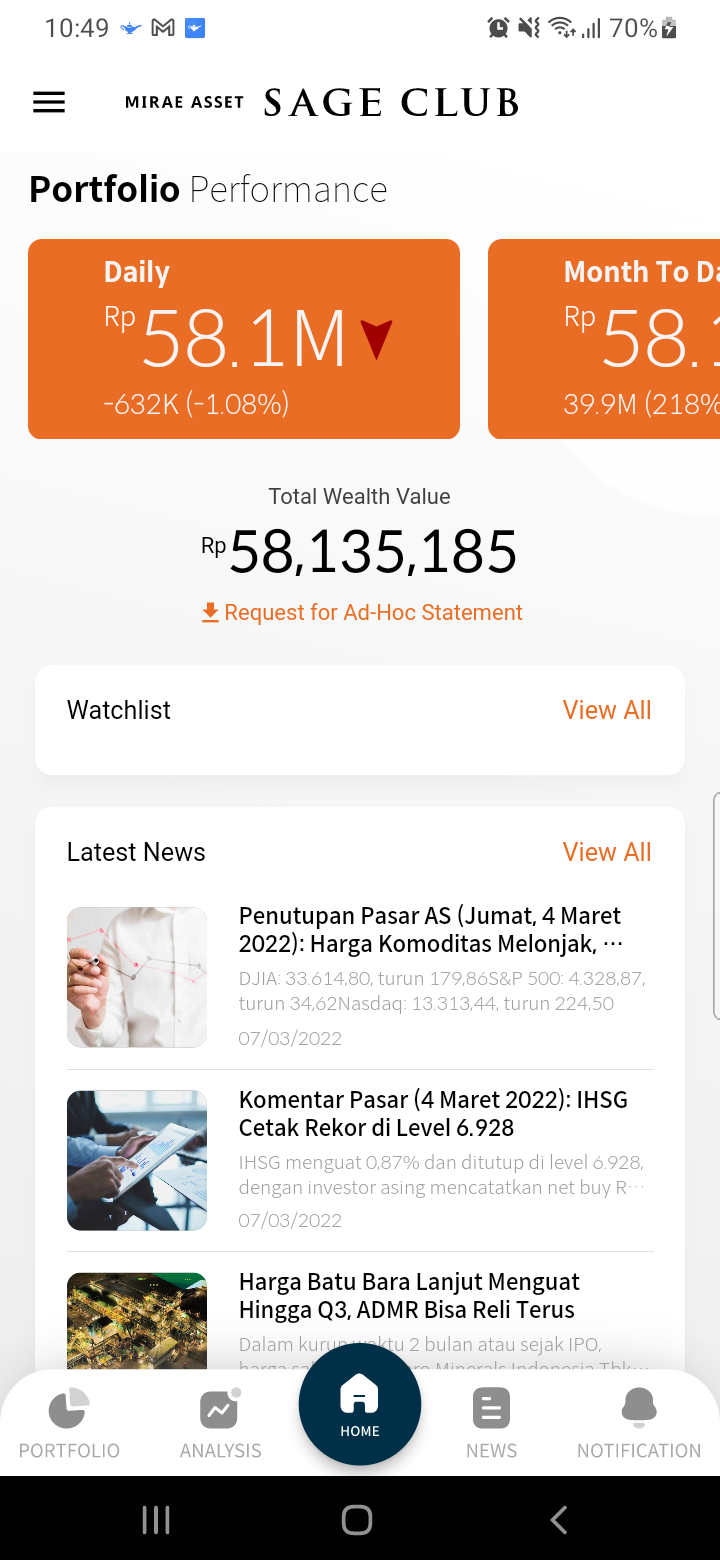 10:49
70%
MIRAE ASSET SAGE CLUB
Portfolio Performance
Daily
Rp 58.1M
-632K (-1.08%)
Month To Da
Rp 58.1
39.9M (218%
Total Wealth Value
Rp 58,135,185
Request for Ad-Hoc Statement
Watchlist
View All
Latest News
View All
Penutupan Pasar AS (Jumat, 4 Maret
2022): Harga Komoditas Melonjak, ...
DJIA: 33.614,80, turun 179,86S&P 500: 4.328,87,
turun 34,62Nasdaq: 13.313,44, turun 224,50
07/03/2022
Komentar Pasar (4 Maret 2022): IHSG
Cetak Rekor di Level 6.928
IHSG menguat 0,87% dan ditutup di level 6.928,
dengan investor asing mencatatkan net buy R...
07/03/2022
Harga Batu Bara Lanjut Menguat
Hingga Q3, ADMR Bisa Reli Terus
Dalam kurun waktu 2 bulan atau sejak IPO,
harga Minerals Indonesia Tbk...
PORTFOLIO
ANALYSIS
HOME
NEWS
NOTIFICATION